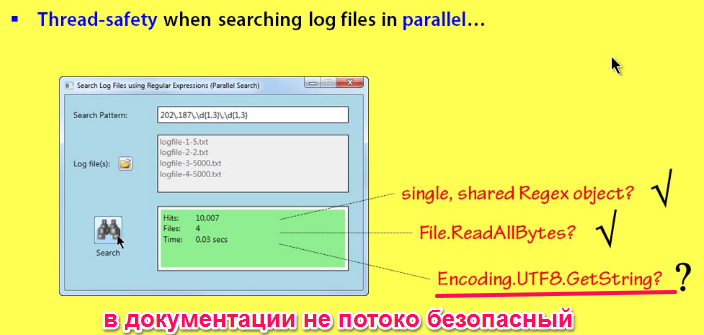 ▪ Thread-safety when searching log files in parallel…
Search Log Files using Regular Expressions (Parallel Search)
Search Pattern:
202\.187\.\d{1,3}\.\d{1,3}
Log file(s):
logfile-1-5.txt
logfile-2-2.txt
logfile-3-5000.txt
logfile-4-5000.txt
Search
Hits: 10,007
Files: 4
Time: 0.03 secs
single, shared Regex object? √
File.ReadAllBytes? √
Encoding.UTF8.GetString? ?
в документации не потоко безопасный